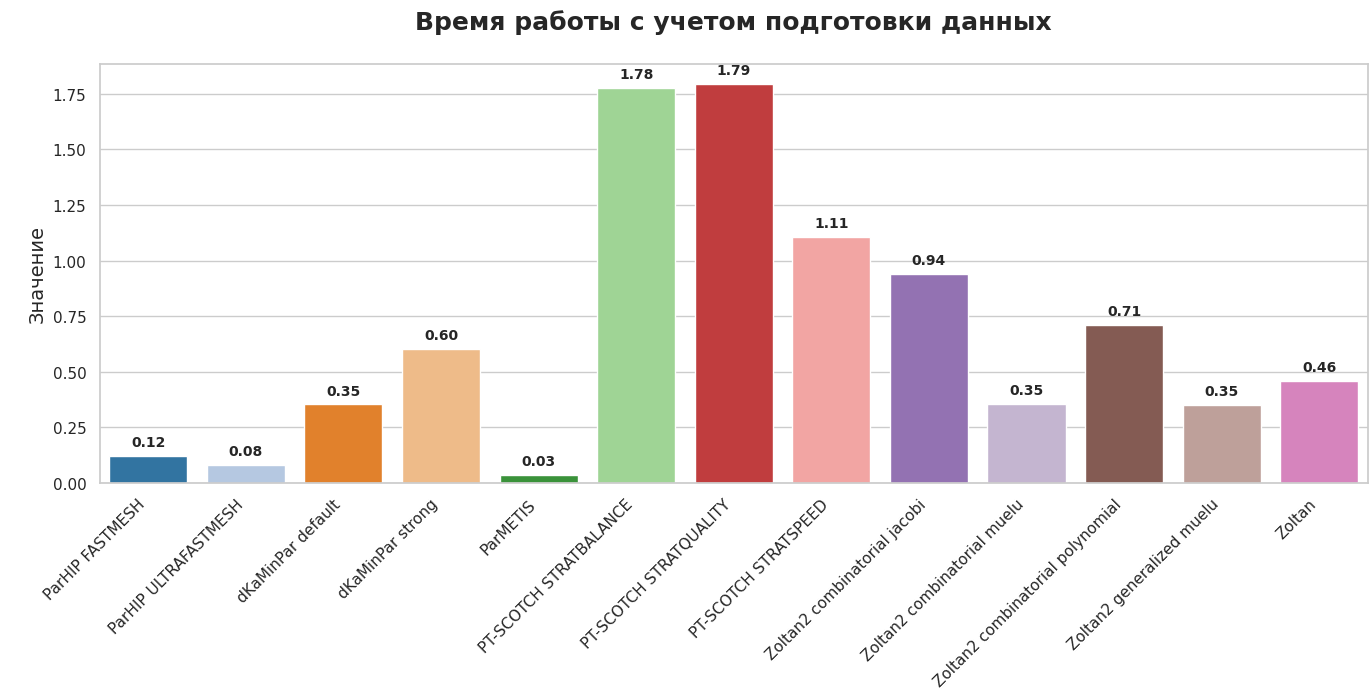 Время работы с учетом подготовки данных
Значение
1.75
1.50
1.25
1.00
0.75
0.50
0.25
0.00
0.12
0.08
0.35
0.60
0.03
1.78
1.79
1.11
0.94
0.35
0.71
0.35
0.46
ParHIP FASTMESH
ParHIP ULTRAFASTMESH
dKaMinPar default
dKaMinPar strong
ParMETIS
PT-SCOTCH STRATBALANCE
PT-SCOTCH STRATQUALITY
PT-SCOTCH STRATSPEED
Zoltan2 combinatorial jacobi
Zoltan2 combinatorial muelu
Zoltan2 combinatorial polynomial
Zoltan2 generalized muelu
Zoltan